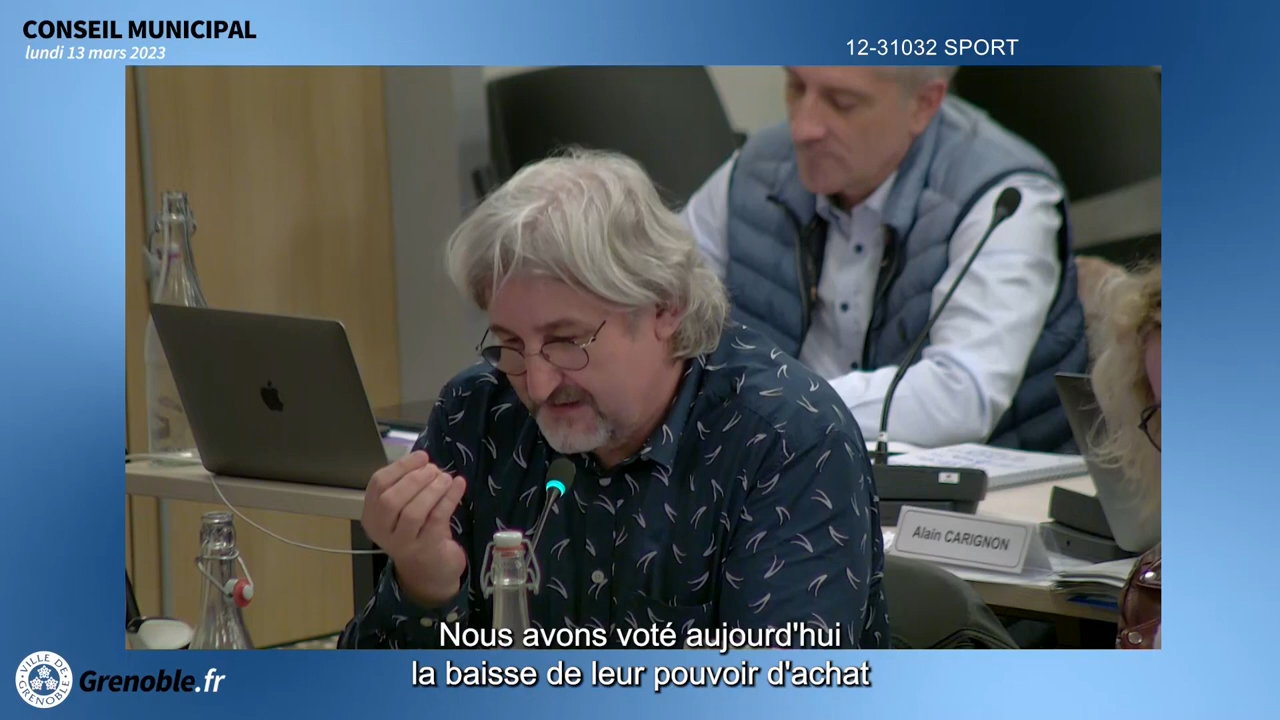 CONSEIL MUNICIPAL
lundi 13 mars 2023
12-31032 SPORT
Alain CARIGNON
Nous avons voté aujourd'hui
la baisse de leur pouvoir d'achat
VILLE DE
GRENOBLE
Grenoble.fr